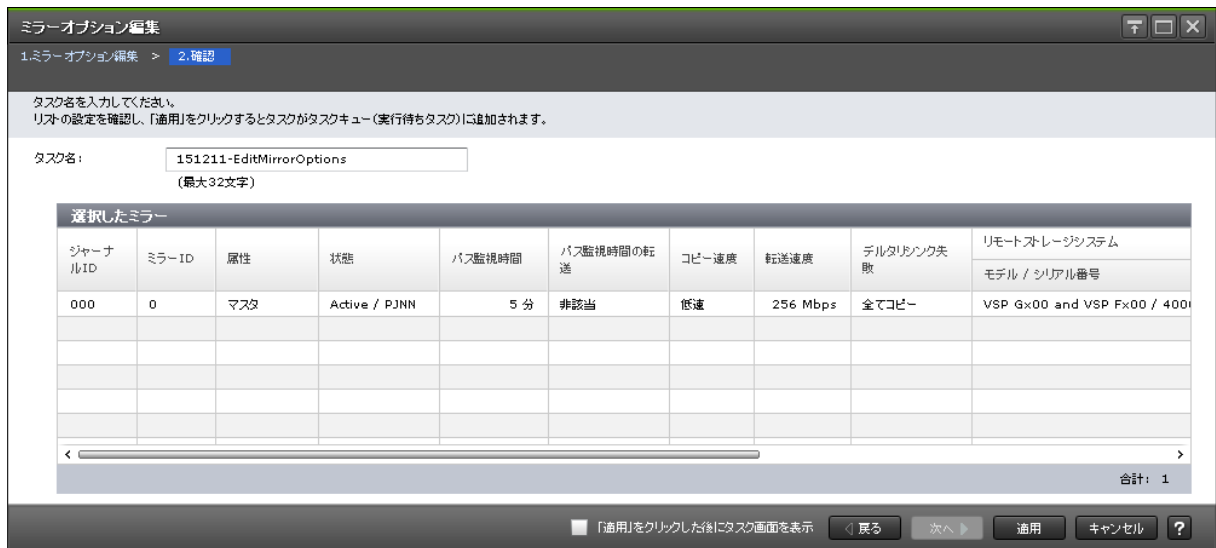 ミラーオプション編集
1.ミラーオプション編集 > 2.確認
タスク名を入力してください。
リストの設定を確認し、「適用」をクリックするとタスクがタスクキュー(実行待ちタスク)に追加されます。
タスク名: 151211-EditMirrorOptions
(最大32文字)
選択したミラー
ジャーナルID ミラーID 属性 状態 パス監視時間 パス監視時間の転送 コピー速度 転送速度 デルタリシンク失敗 リモートストレージシステム
モデル / シリアル番号
000 0 マスタ Active / PJNN 5 分 非該当 低速 256 Mbps 全てコピー VSP Gx00 and VSP Fx00 / 400
合計: 1
「適用」をクリックした後にタスク画面を表示 戻る 次へ 適用 キャンセル ?